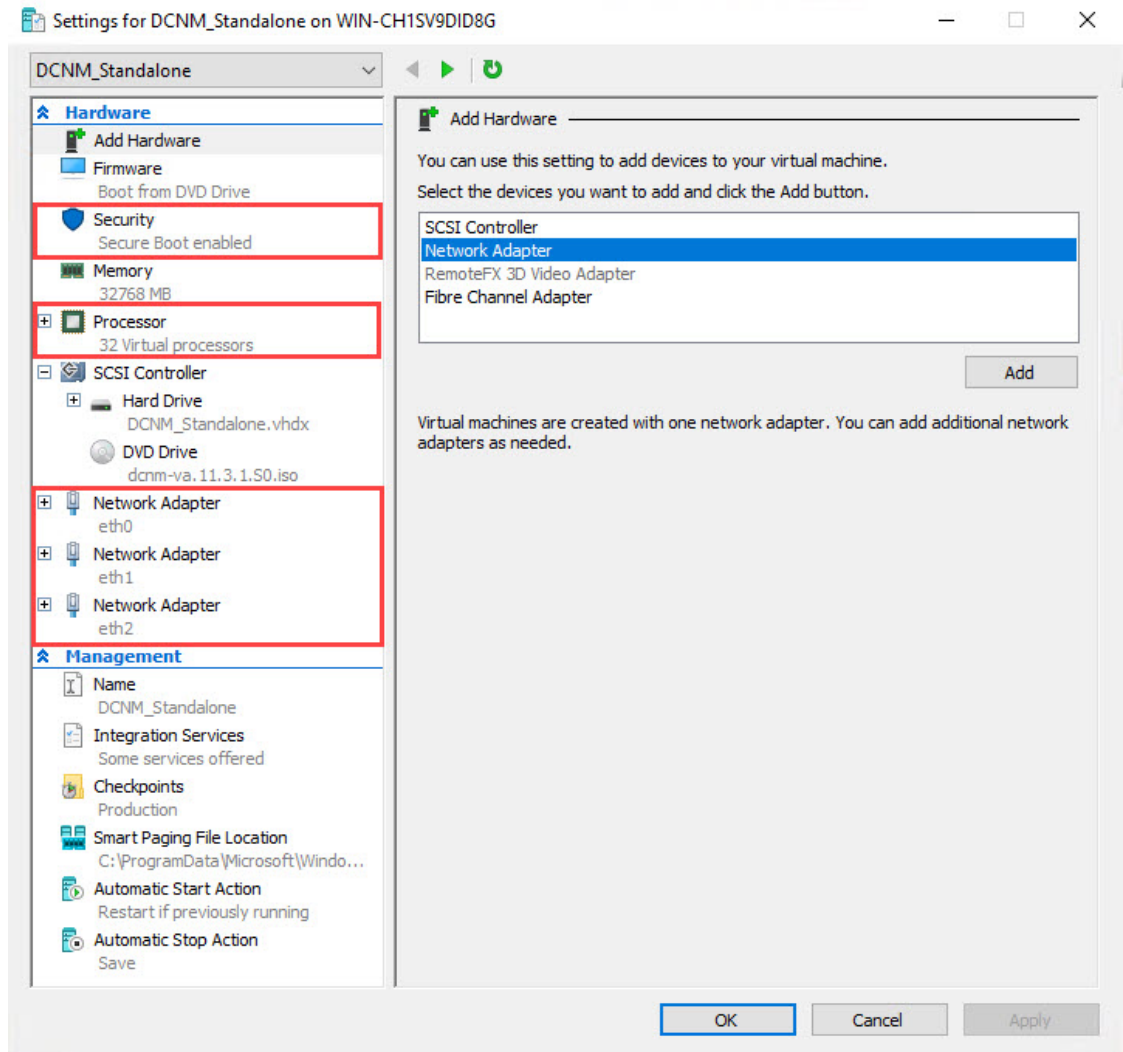 Settings for DCNM_Standalone on WIN-CH1SV9DID8G
DCNM_Standalone
Hardware
Add Hardware
Firmware
Boot from DVD Drive
Security
Secure Boot enabled
Memory
32768 MB
Processor
32 Virtual processors
SCSI Controller
Hard Drive
DCNM_Standalone.vhdx
DVD Drive
dcnm-va.11.3.1.S0.iso
Network Adapter
eth0
Network Adapter
eth1
Network Adapter
eth2
Management
Name
DCNM_Standalone
Integration Services
Some services offered
Checkpoints
Production
Smart Paging File Location
C:\ProgramData\Microsoft\Windo...
Automatic Start Action
Restart if previously running
Automatic Stop Action
Save
Add Hardware
You can use this setting to add devices to your virtual machine.
Select the devices you want to add and click the Add button.
SCSI Controller
Network Adapter
RemoteFX 3D Video Adapter
Fibre Channel Adapter
Add
Virtual machines are created with one network adapter. You can add additional network
adapters as needed.
OK
Cancel
Apply